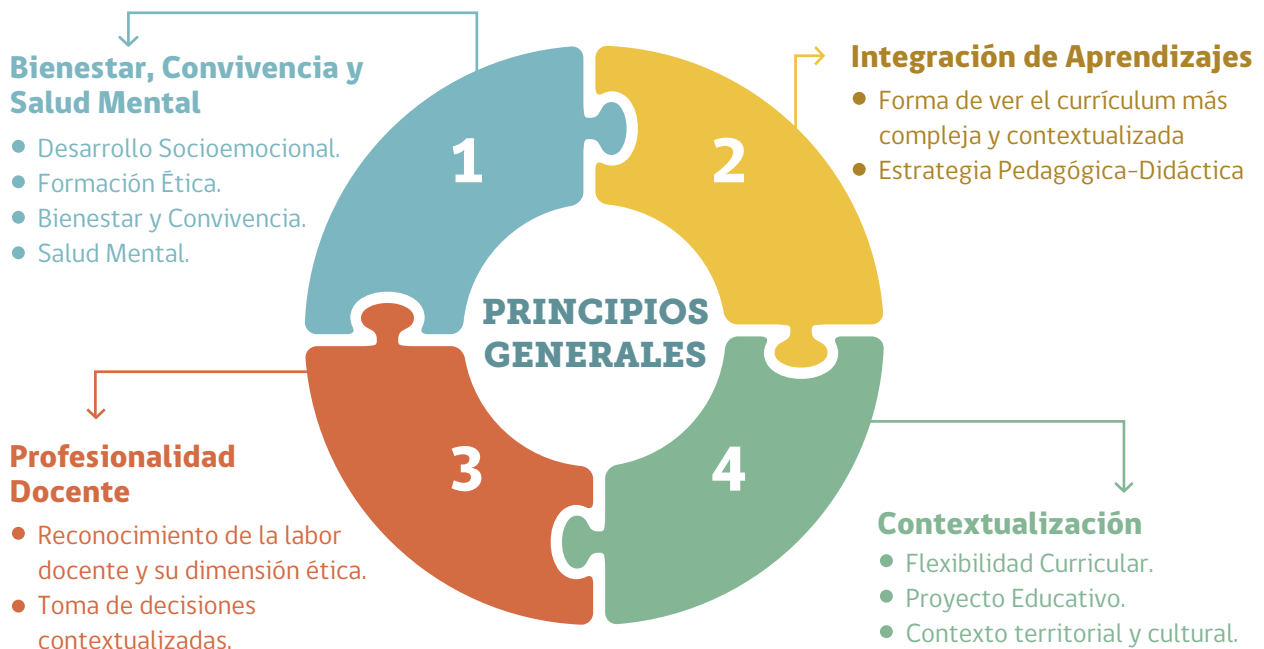 Bienestar, Convivencia y
Salud Mental
● Desarrollo Socioemocional.
● Formación Ética.
● Bienestar y Convivencia.
● Salud Mental.
1
2
Integración de Aprendizajes
● Forma de ver el currículum más
compleja y contextualizada
● Estrategia Pedagógica-Didáctica
PRINCIPIOS
GENERALES
Profesionalidad
Docente
● Reconocimiento de la labor
docente y su dimensión ética.
● Toma de decisiones
contextualizadas.
3
4
Contextualización
● Flexibilidad Curricular.
● Proyecto Educativo.
● Contexto territorial y cultural.